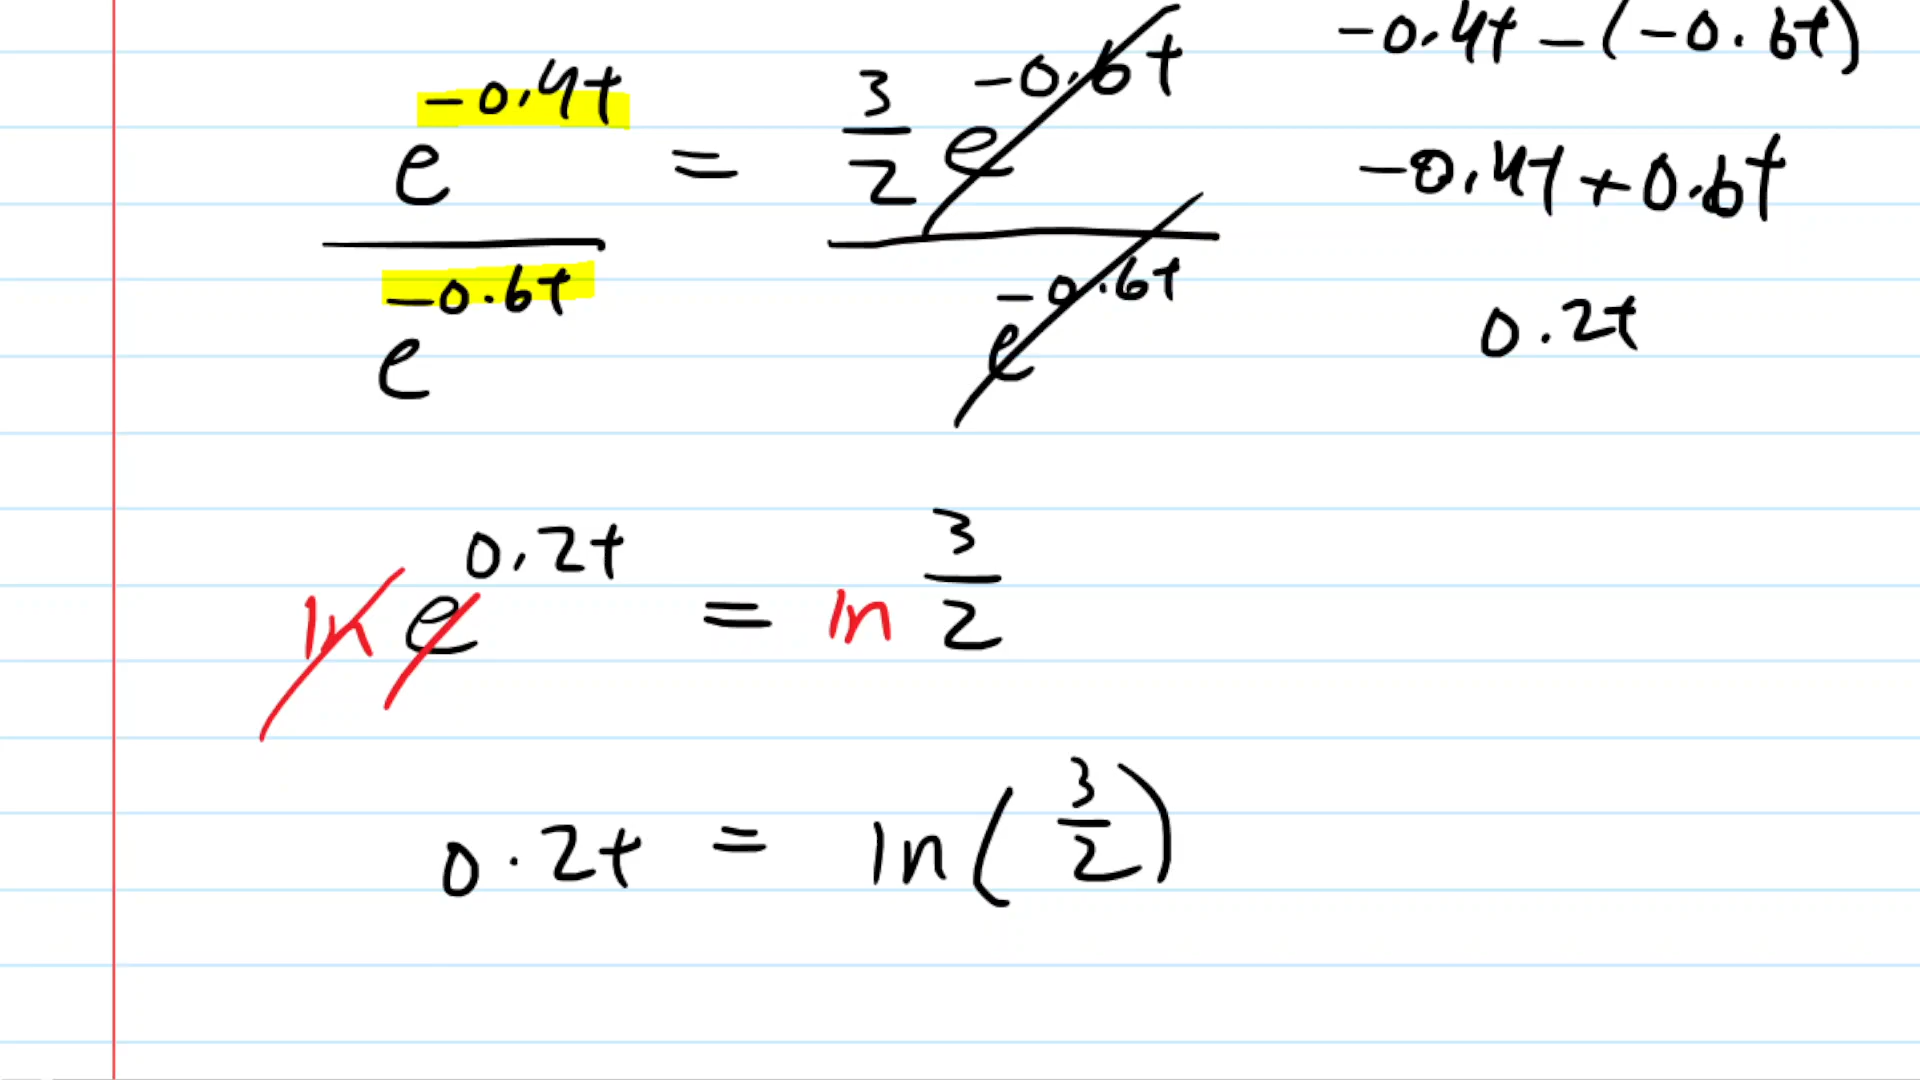 e^{-0.4t} / e^{-0.6t} = 3/2 e^{-0.6t} / e^{-0.6t}
-0.4t - (-0.6t)
-0.4t + 0.6t
0.2t
ln e^{0.2t} = ln 3/2
0.2t = ln(3/2)